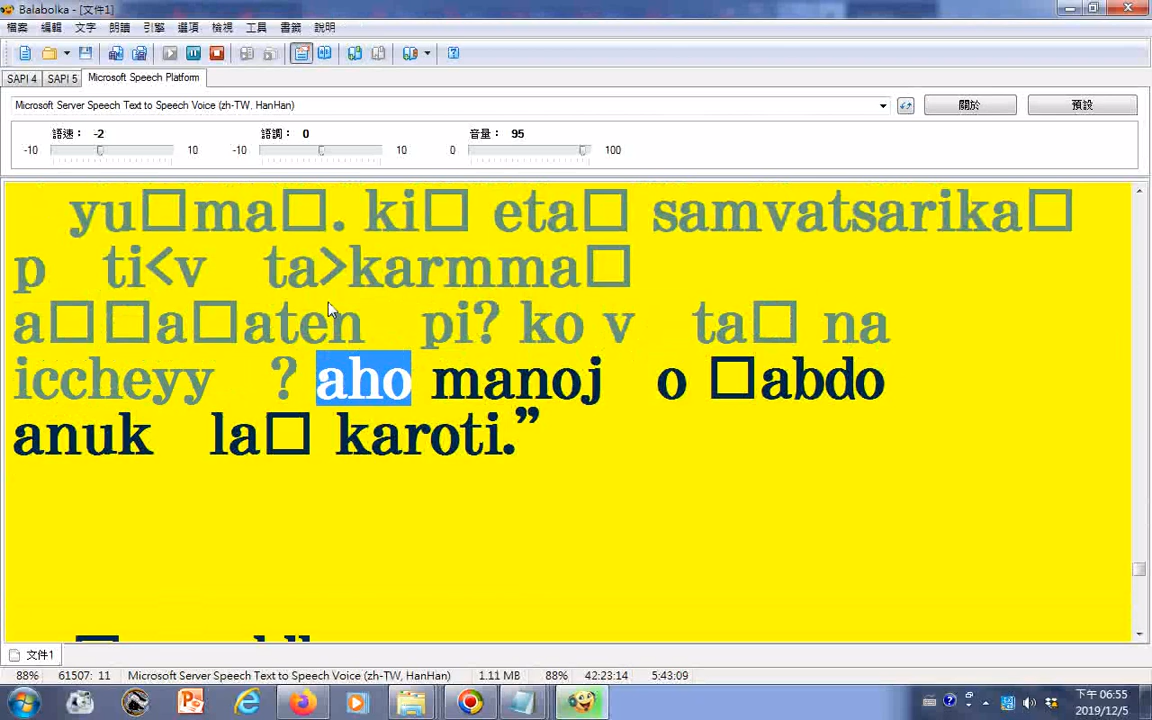 Balabolka - [文件1]
檔案 編輯 文字 朗讀 引擎 選項 檢視 工具 書籤 說明
SAPI 4 SAPI 5 Microsoft Speech Platform
Microsoft Server Speech Text to Speech Voice (zh-TW, HanHan) 關於 預設
語速： -2 語調： 0 音量： 95
-10 10 -10 10 0 100
yu□ma□. ki□ eta□ samvatsarika□
p ti<v ta>karmma□
a□□a□aten pi? ko v ta□ na
iccheyy ? aho manoj o □abdo
anuk la□ karoti.”
文件1
88% 61507: 11 Microsoft Server Speech Text to Speech Voice (zh-TW, HanHan) 1.11 MB 88% 42:23:14 5:43:09
下午 06:55
2019/12/5